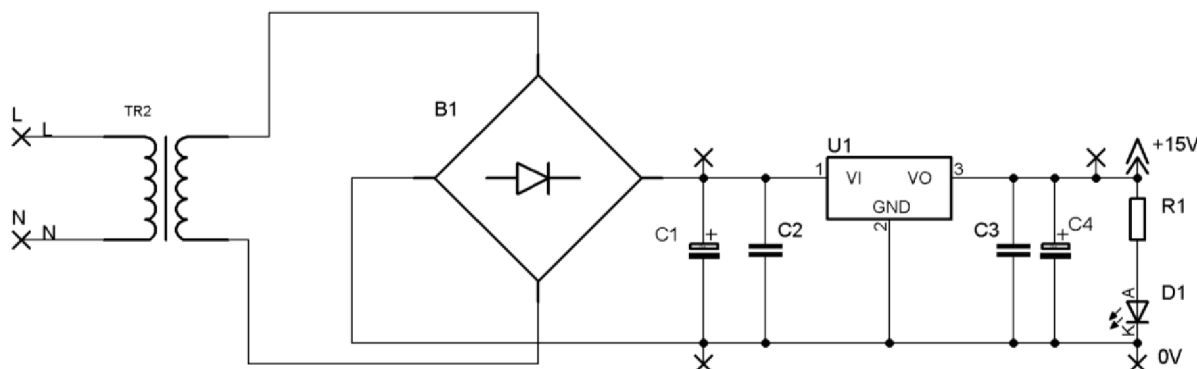 L
L
TR2
N
N
B1
C1
+
C2
U1
1
VI
VO
3
GND
2
C3
+
C4
+15V
R1
A
D1
K
0V